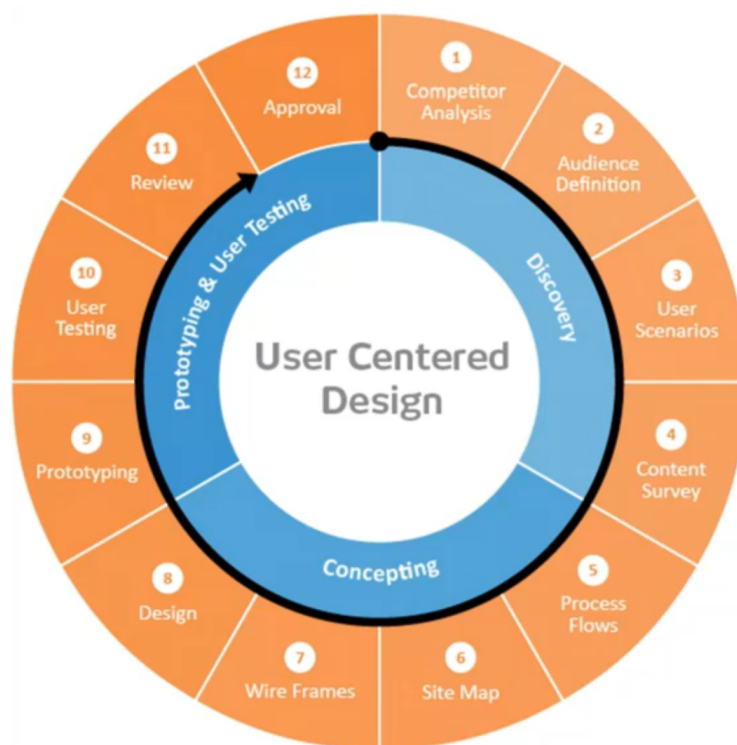 User Centered
Design
Discovery
Concepting
Prototyping & User Testing
1
Competitor
Analysis
2
Audience
Definition
3
User
Scenarios
4
Content
Survey
5
Process
Flows
6
Site Map
7
Wire Frames
8
Design
9
Prototyping
10
User
Testing
11
Review
12
Approval